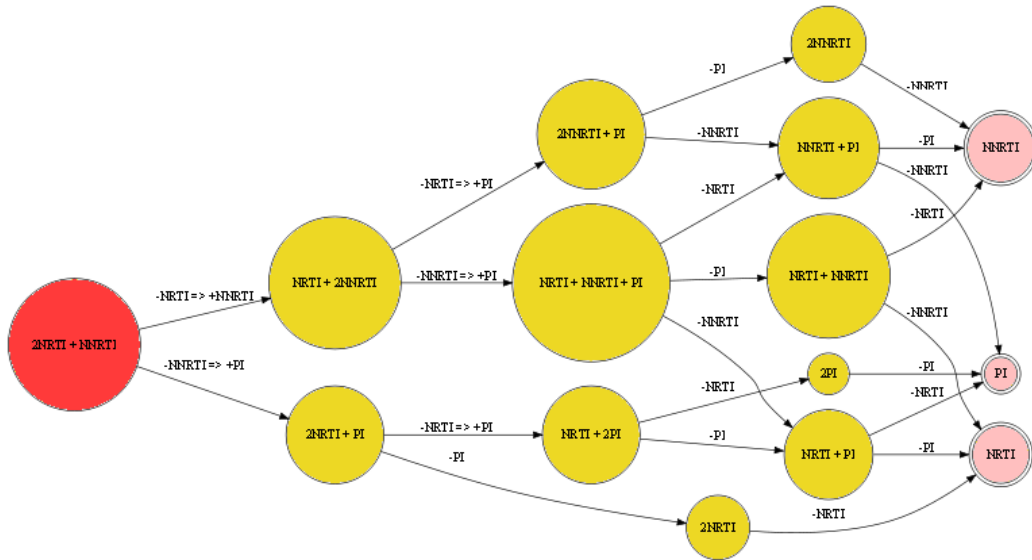 2NNRTI
-PI
-NNRTI
2NNRTI + PI
-NNRTI
NNRTI + PI
-PI
NNRTI
-NNRTI
-NRTI => +PI
-NRTI
-NRTI
NRTI + 2NNRTI
-NNRTI => +PI
NRTI + NNRTI + PI
-PI
NRTI + NNRTI
-NRTI => +NNRTI
-NNRTI
-NNRTI
2NRTI + NNRTI
-NNRTI => +PI
2PI
-PI
PI
-NRTI
-NRTI
2NRTI + PI
-NRTI => +PI
NRTI + 2PI
-PI
NRTI + PI
-PI
NRTI
-PI
2NRTI
-NRTI